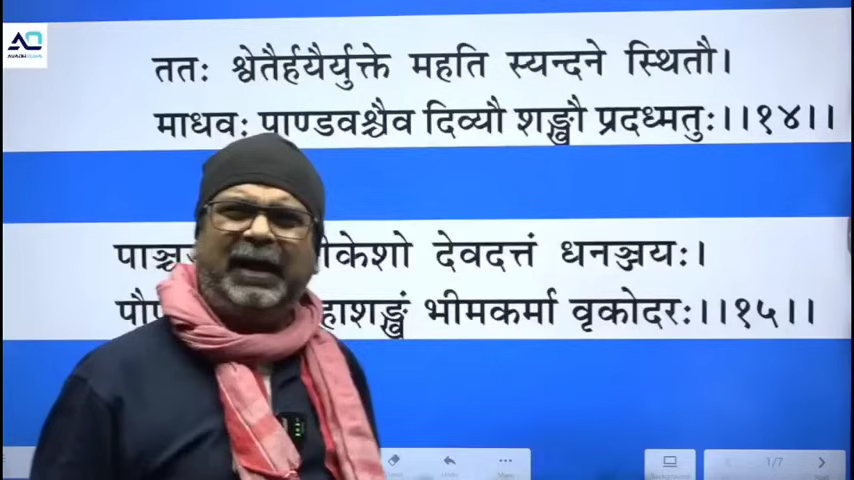 ततः श्वेतैर्हयैर्युक्ते महति स्यन्दने स्थितौ।
माधवः पाण्डवश्चैव दिव्यौ शङ्खौ प्रदध्मतुः।।१४।।
देवदत्तं धनञ्जयः।
भीमकर्मा वृकोदरः।।१५।।
1/7